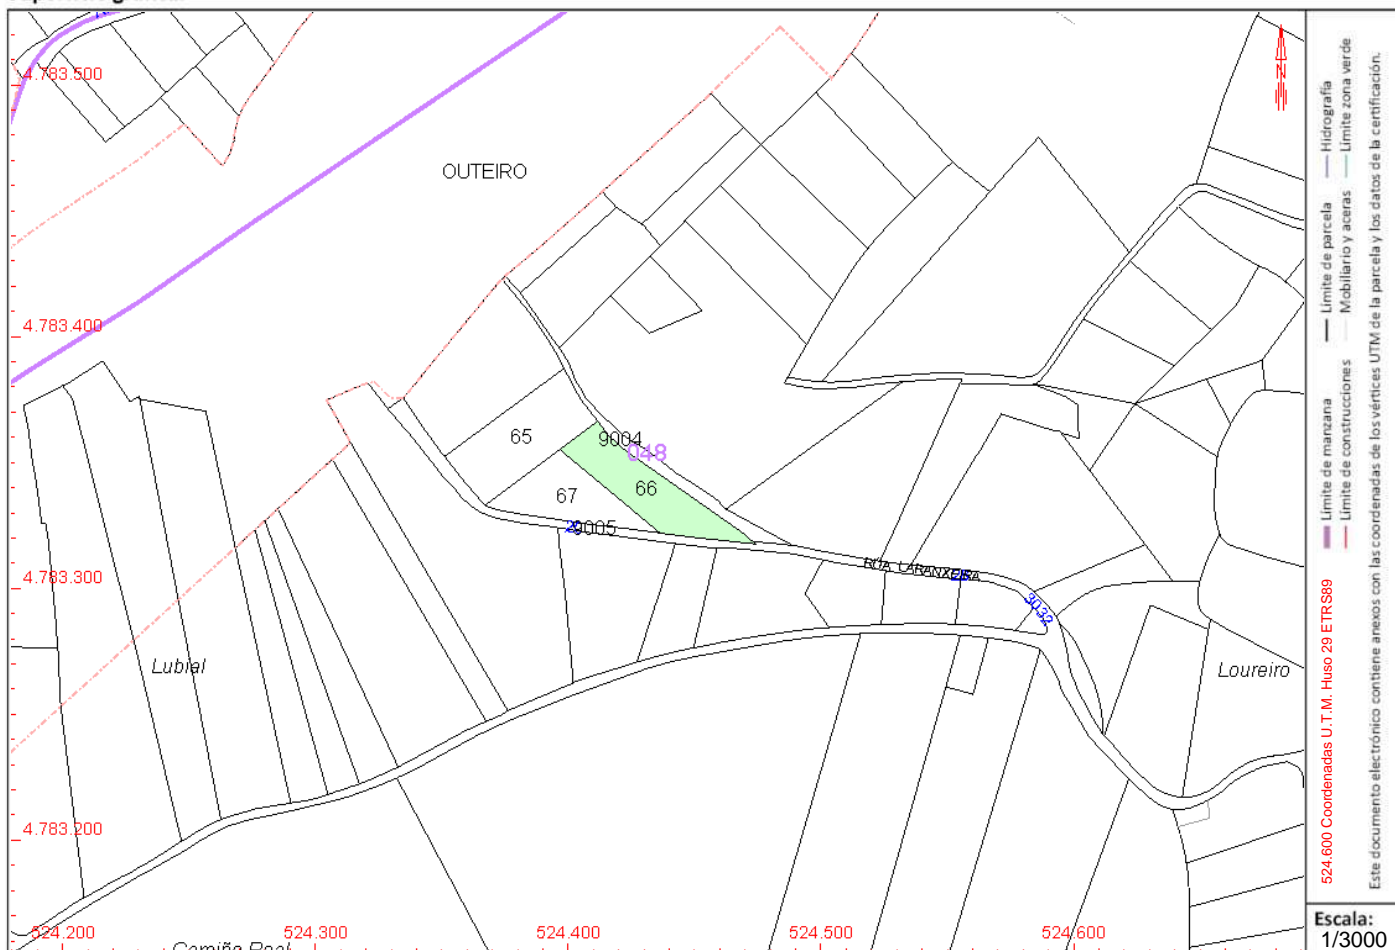 4.783.500
OUTEIRO
4.783.400
65
9004
048
66
67
9005
RÚA LARANXEIRA
25
4.783.300
3032
Lubial
Loureiro
4.783.200
524.200
524.300
524.400
524.500
524.600
Camiño Real
N
Límite de manzana
Límite de parcela
Hidrografía
Límite de construcciones
Mobiliario y aceras
Límite zona verde
524.600 Coordenadas U.T.M. Huso 29 ETRS89
Este documento electrónico contiene anexos con las coordenadas de los vértices UTM de la parcela y los datos de la certificación.
Escala:
1/3000